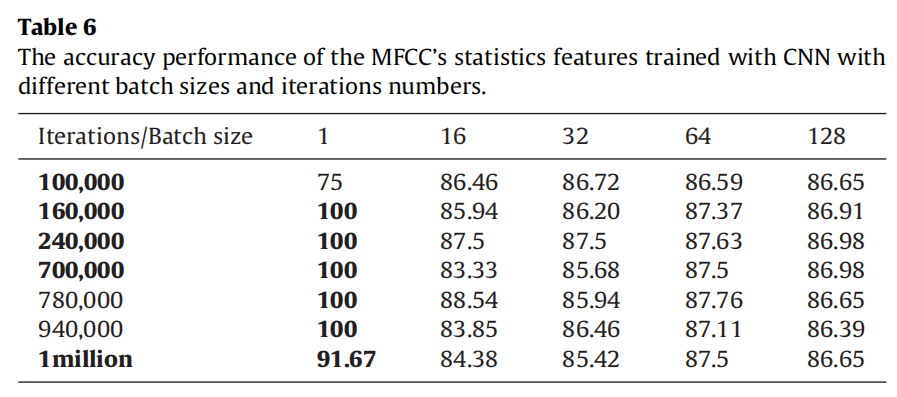 Table 6
The accuracy performance of the MFCC's statistics features trained with CNN with
different batch sizes and iterations numbers.
Iterations/Batch size 1 16 32 64 128
100,000 75 86.46 86.72 86.59 86.65
160,000 100 85.94 86.20 87.37 86.91
240,000 100 87.5 87.5 87.63 86.98
700,000 100 83.33 85.68 87.5 86.98
780,000 100 88.54 85.94 87.76 86.65
940,000 100 83.85 86.46 87.11 86.39
1million 91.67 84.38 85.42 87.5 86.65